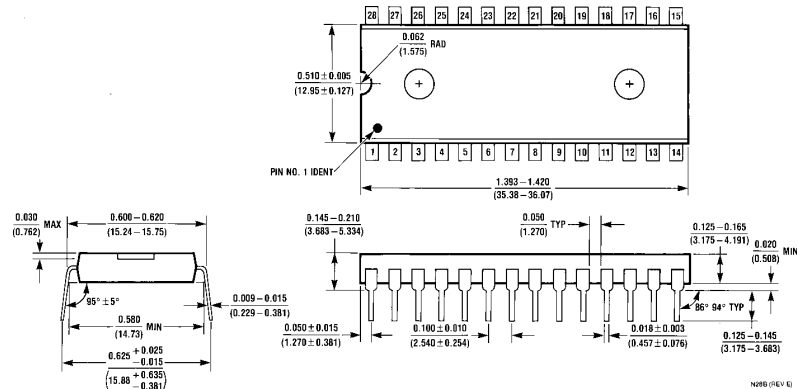 28 27 26 25 24 23 22 21 20 19 18 17 16 15
0.062
(1.575)
RAD
0.510 ± 0.005
(12.95 ± 0.127)
PIN NO. 1 IDENT
1 2 3 4 5 6 7 8 9 10 11 12 13 14
1.393 – 1.420
(35.38 – 36.07)
0.030
(0.762)
MAX
0.600 – 0.620
(15.24 – 15.75)
95° ± 5°
0.009 – 0.015
(0.229 – 0.381)
0.580
(14.73)
MIN
0.625 +0.025
−0.015
(15.88 +0.635
−0.381)
0.145 – 0.210
(3.683 – 5.334)
0.050
(1.270)
TYP
0.125 – 0.165
(3.175 – 4.191)
0.020
(0.508)
MIN
0.050 ± 0.015
(1.270 ± 0.381)
0.100 ± 0.010
(2.540 ± 0.254)
0.018 ± 0.003
(0.457 ± 0.076)
86° 94° TYP
0.125 – 0.145
(3.175 – 3.683)
N28B (REV E)